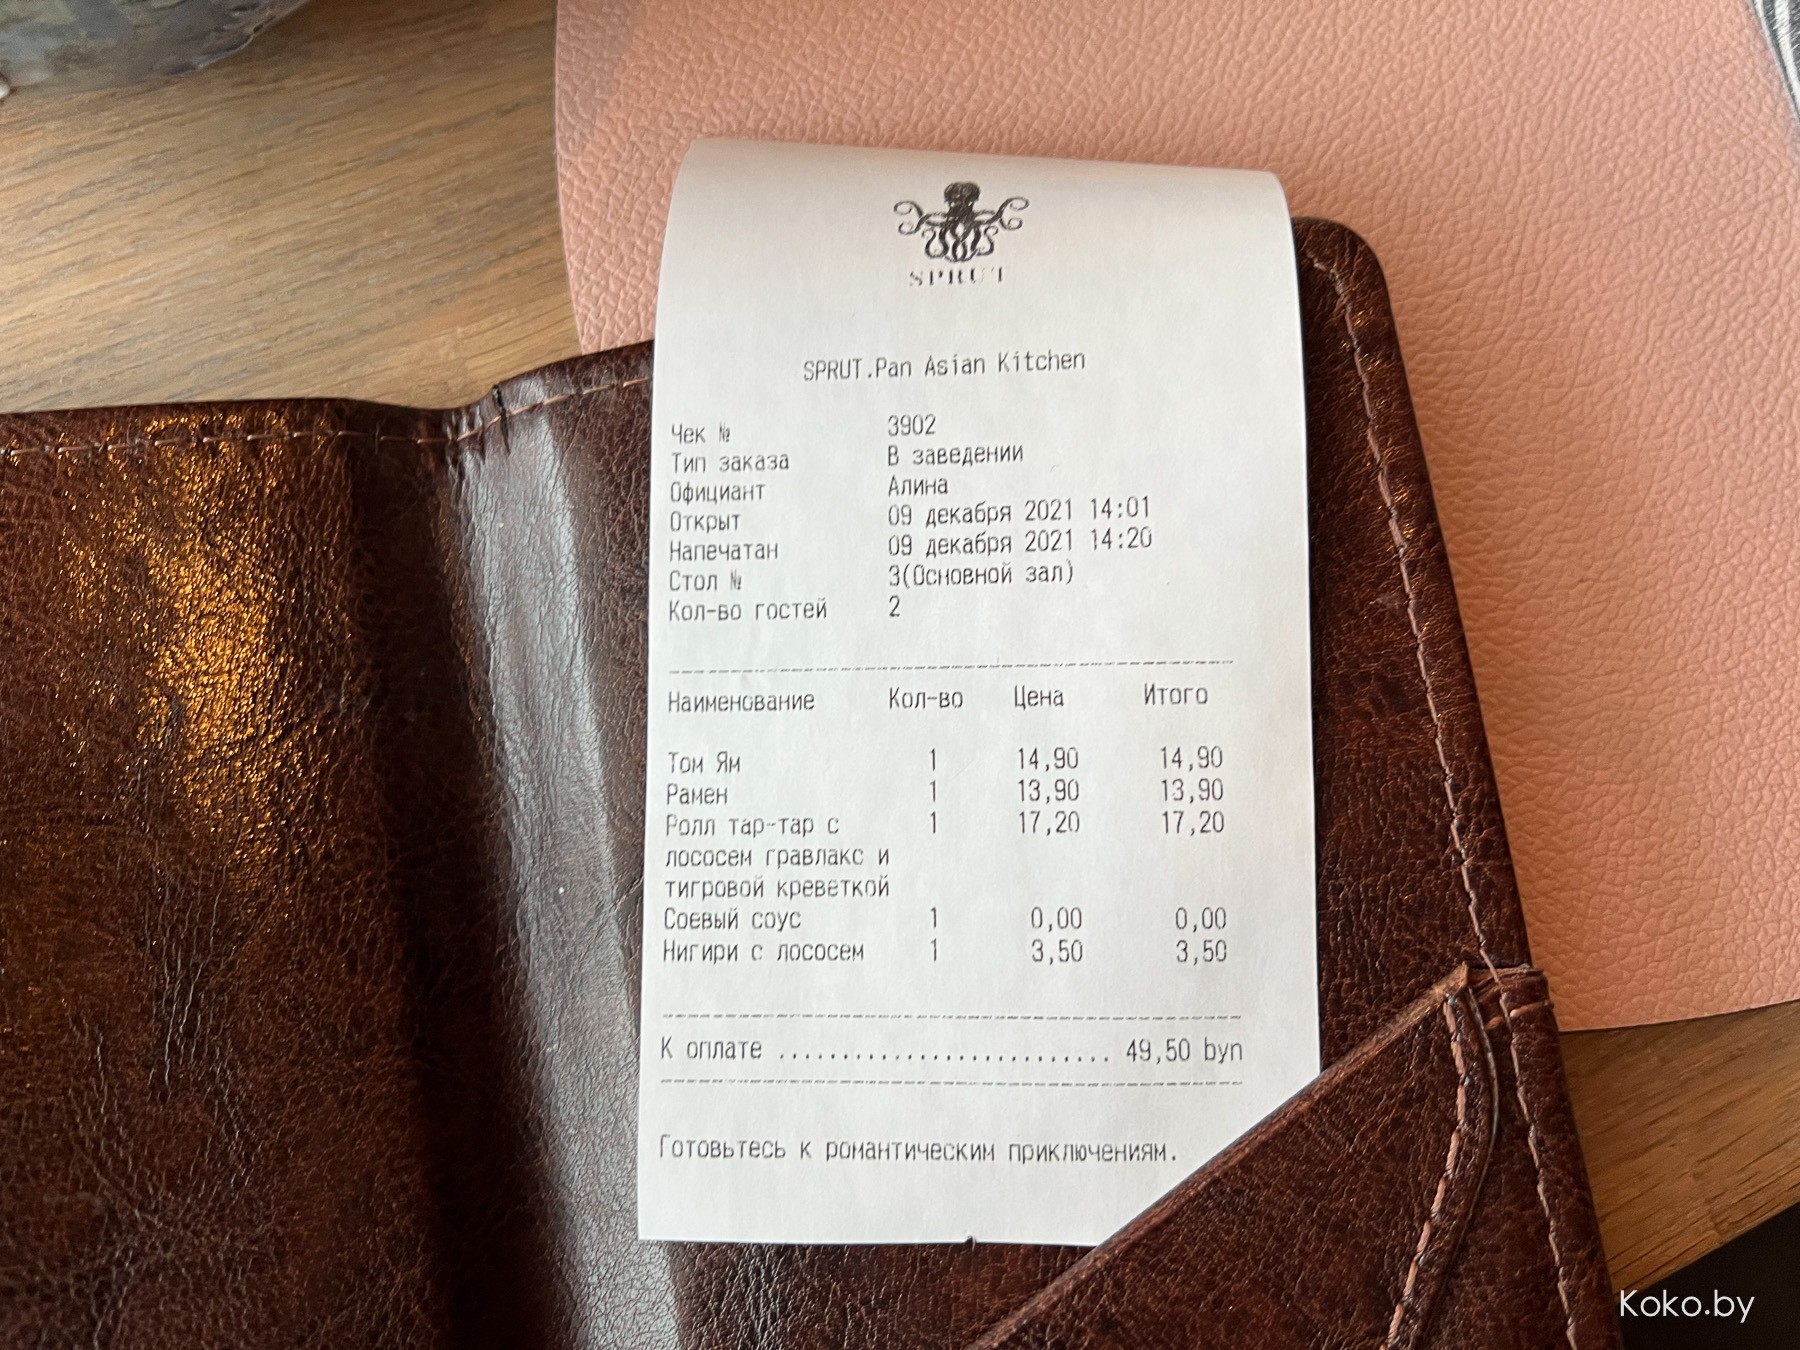 SPRUT
SPRUT.Pan Asian Kitchen
Чек № 3902
Тип заказа В заведении
Официант Алина
Открыт 09 декабря 2021 14:01
Напечатан 09 декабря 2021 14:20
Стол № 3(Основной зал)
Кол-во гостей 2
Наименование Кол-во Цена Итого
Том Ям 1 14,90 14,90
Рамен 1 13,90 13,90
Ролл тар-тар с 1 17,20 17,20
лососем гравлакс и
тигровой креветкой
Соевый соус 1 0,00 0,00
Нигири с лососем 1 3,50 3,50
К оплате ........................... 49,50 byn
Готовьтесь к романтическим приключениям.
Koko.by